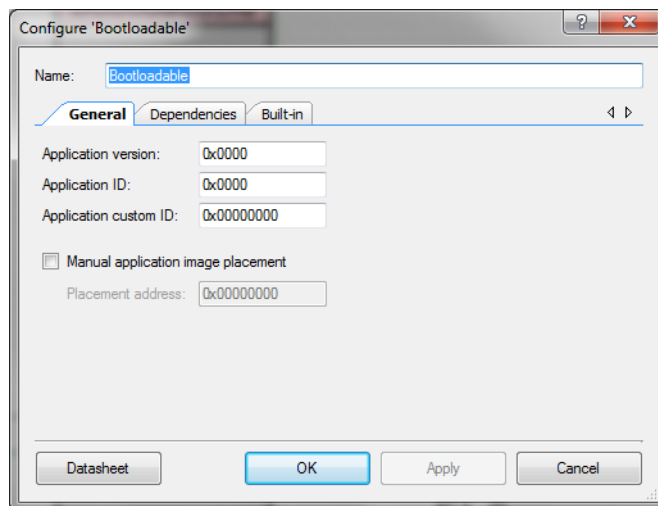 Configure 'Bootloadable'
?
Name: Bootloadable
General Dependencies Built-in
Application version: 0x0000
Application ID: 0x0000
Application custom ID: 0x00000000
Manual application image placement
Placement address: 0x00000000
Datasheet OK Apply Cancel